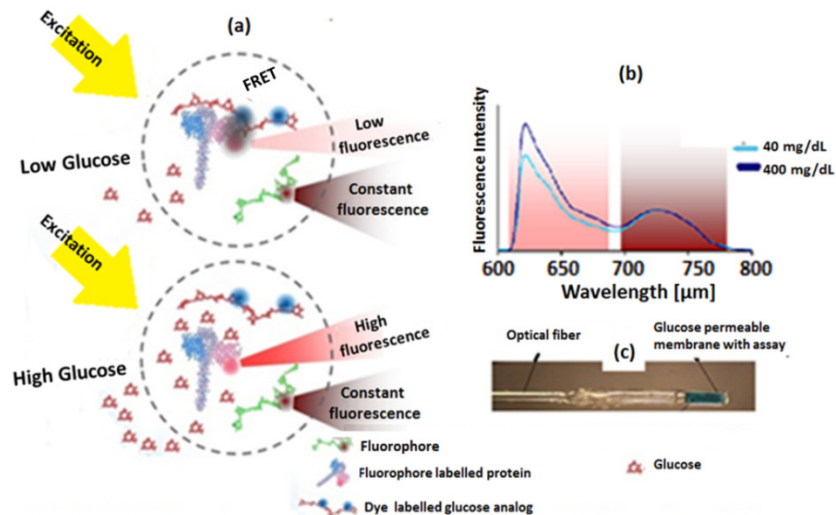 (a)
Excitation
FRET
Low
fluorescence
Low Glucose
Constant
fluorescence
Excitation
High
fluorescence
High Glucose
Constant
fluorescence
Fluorophore
Fluorophore labelled protein
Dye labelled glucose analog
Glucose
(b)
Fluorescence Intensity
40 mg/dL
400 mg/dL
600 650 700 750 800
Wavelength [μm]
(c)
Optical fiber
Glucose permeable
membrane with assay